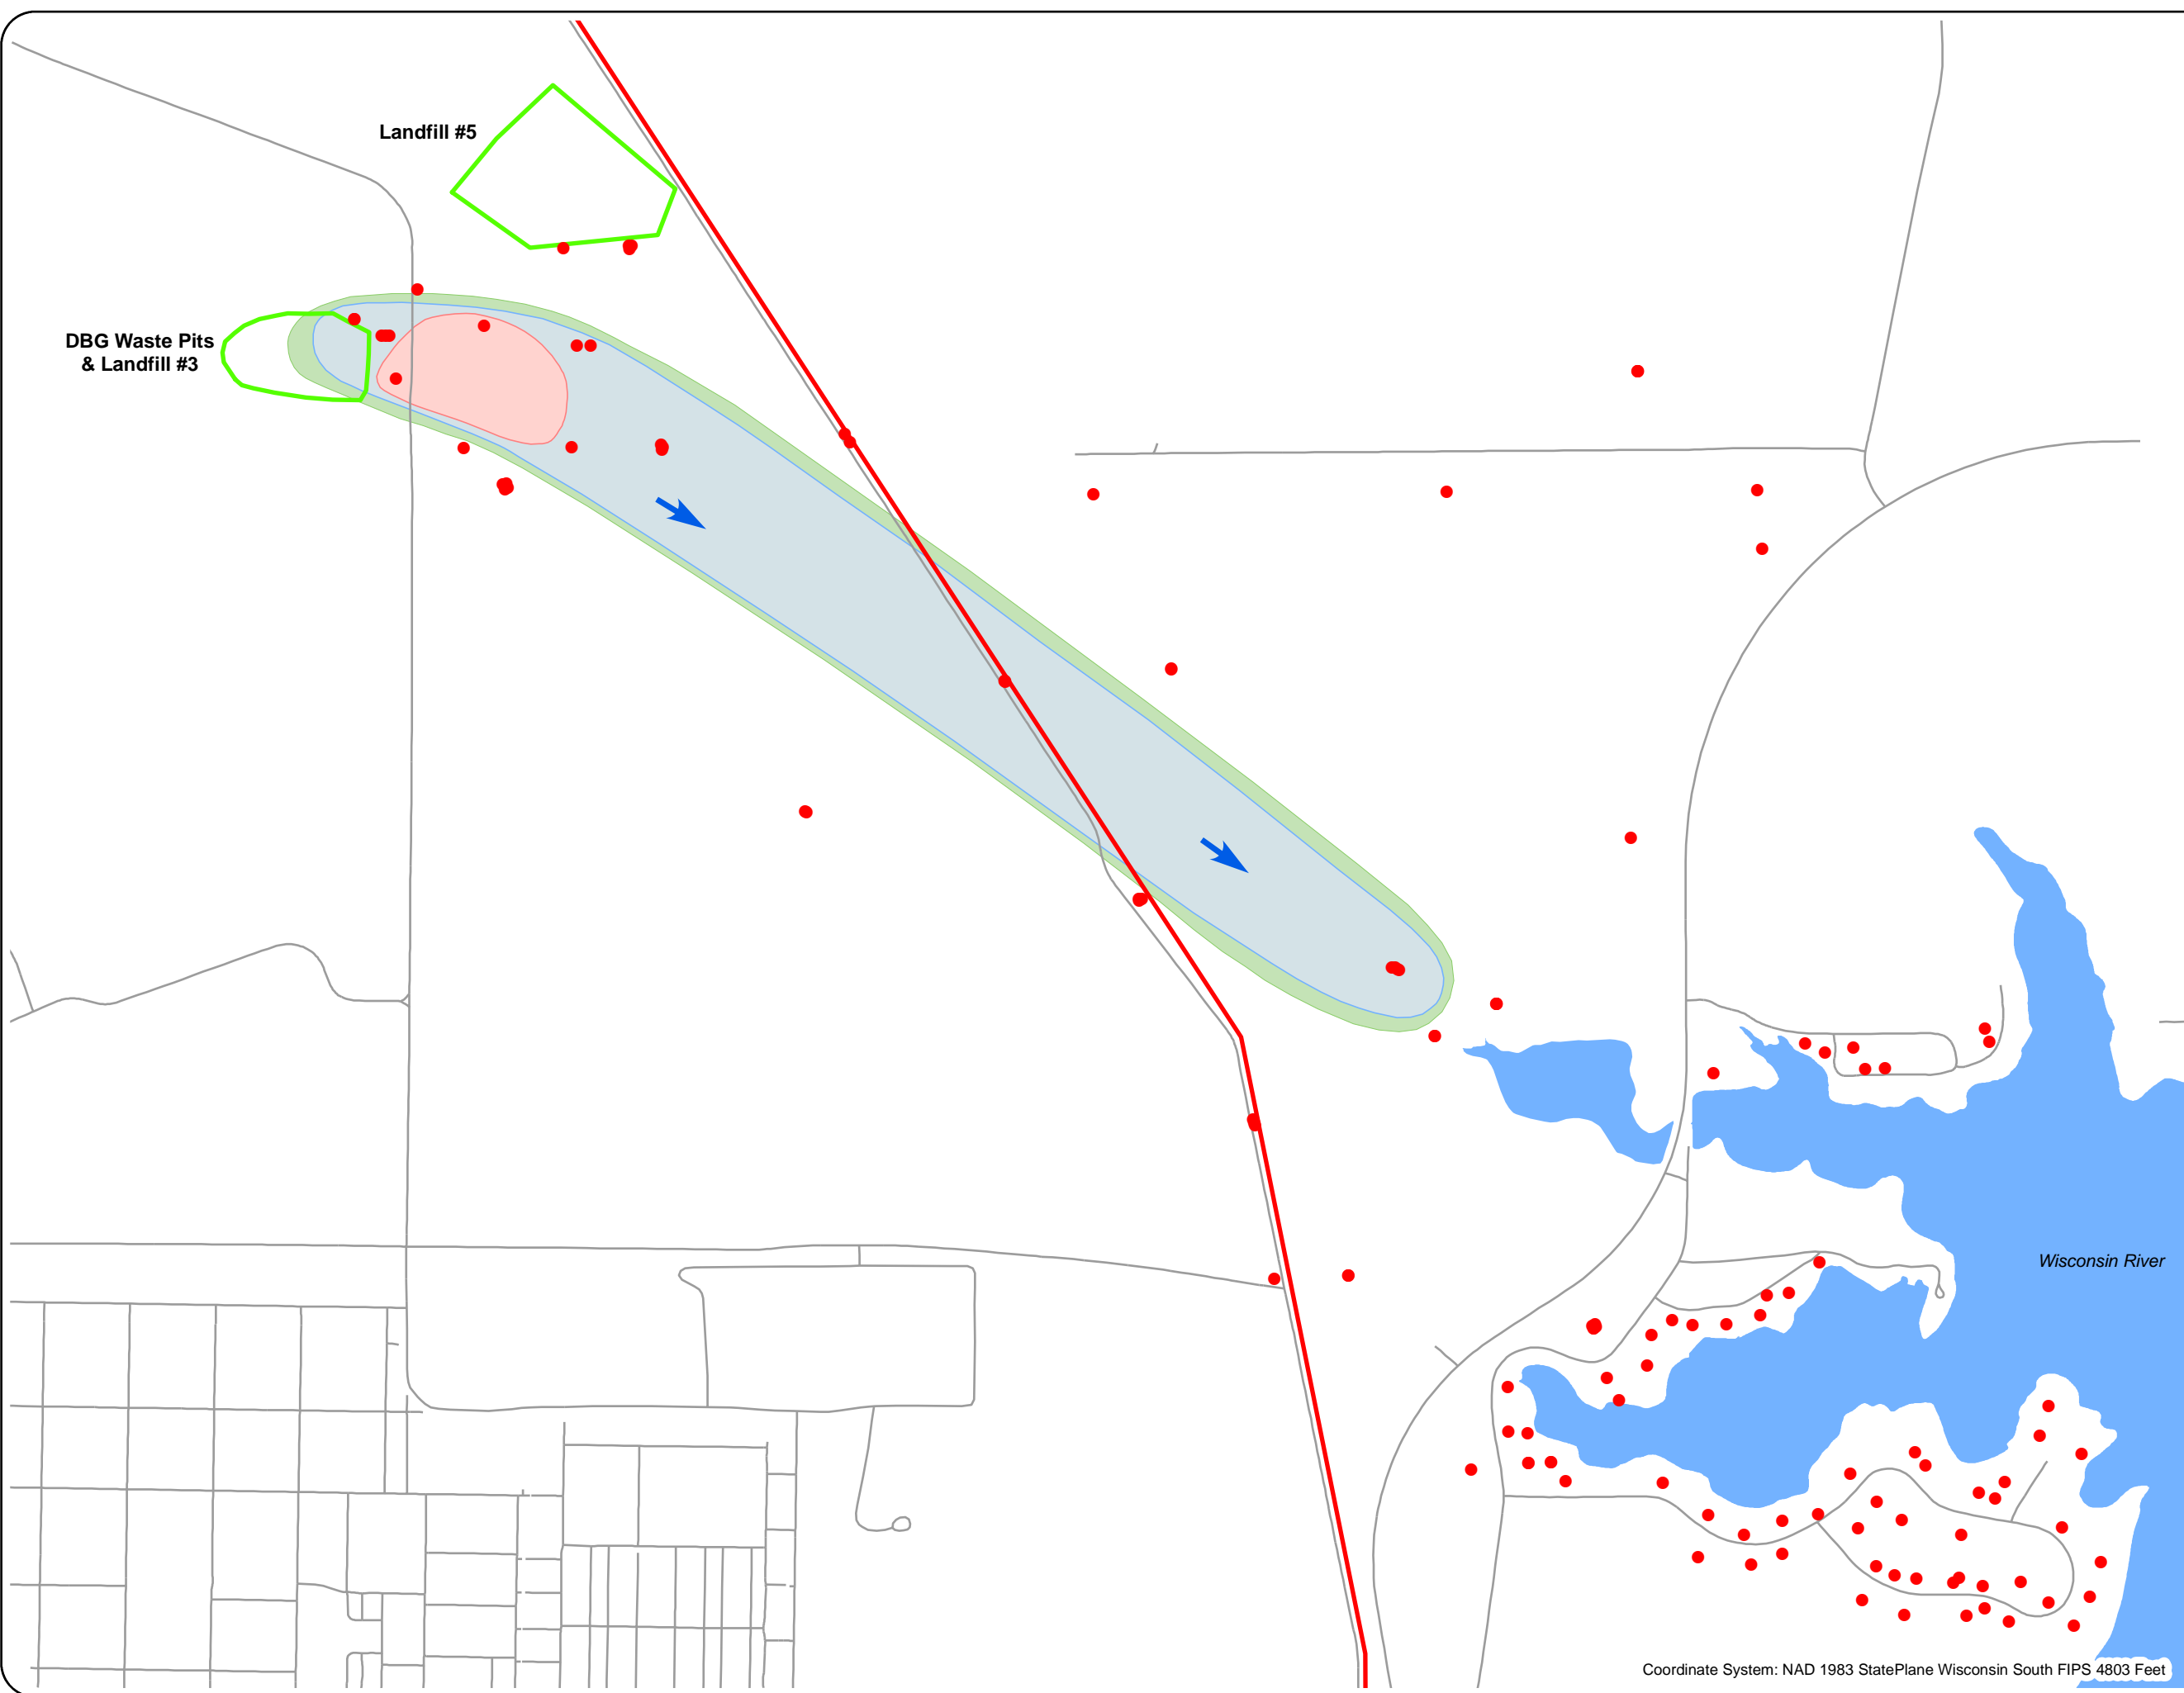 Landfill #5
DBG Waste Pits
& Landfill #3
Wisconsin River
Coordinate System: NAD 1983 StatePlane Wisconsin South FIPS 4803 Feet